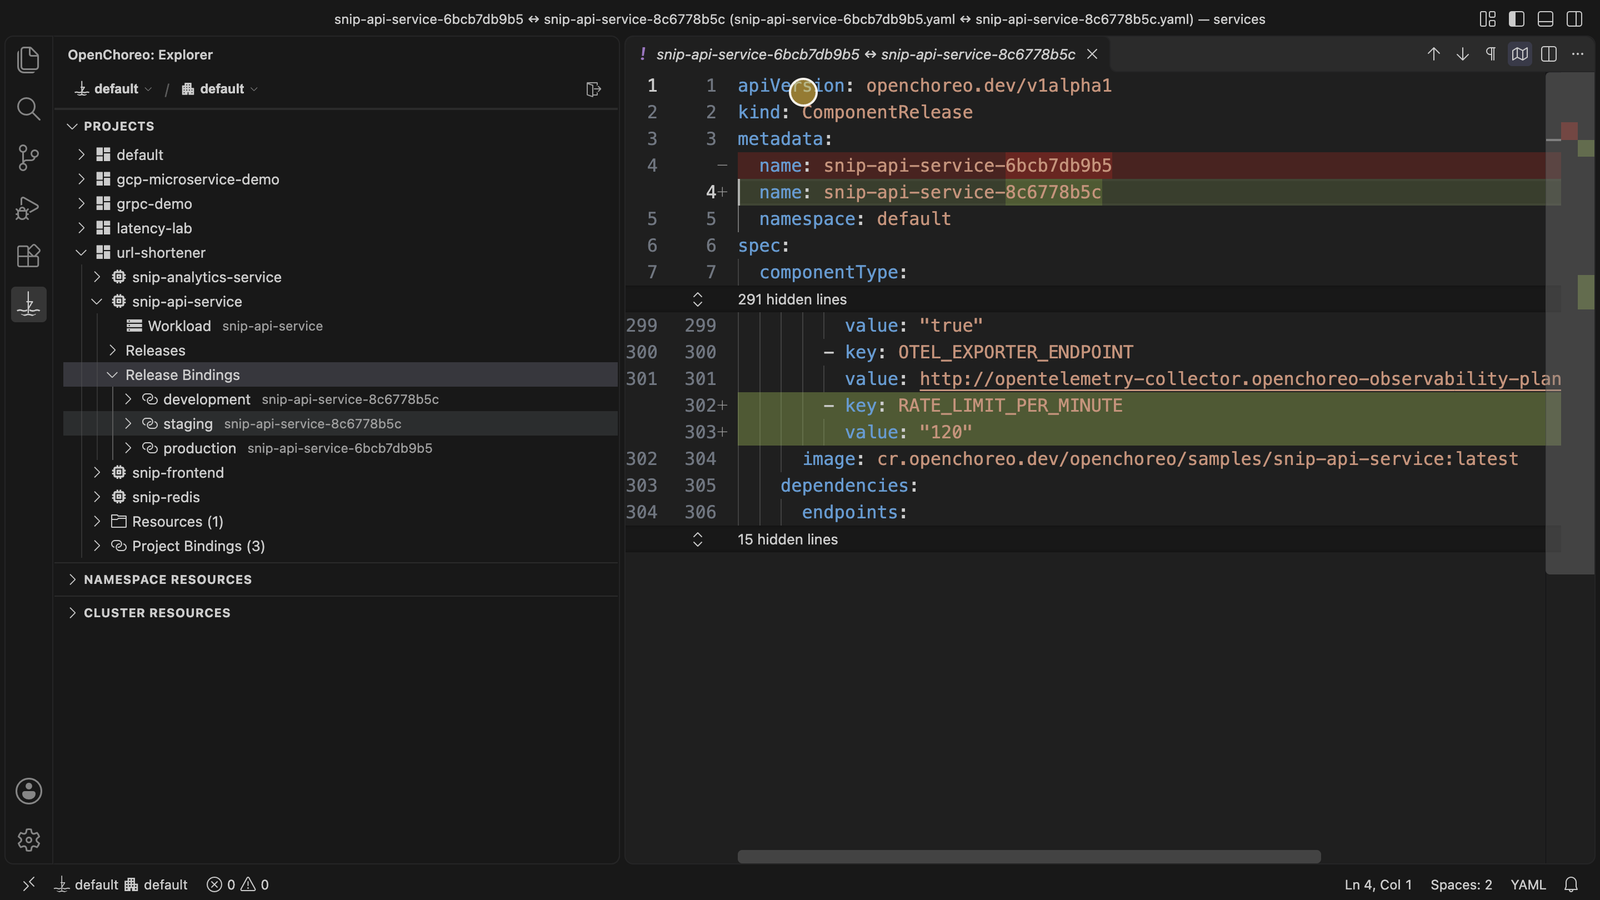 snip-api-service-6bcb7db9b5 ↔ snip-api-service-8c6778b5c (snip-api-service-6bcb7db9b5.yaml ↔ snip-api-service-8c6778b5c.yaml) — services
OpenChoreo: Explorer
default / default
PROJECTS
default
gcp-microservice-demo
grpc-demo
latency-lab
url-shortener
snip-analytics-service
snip-api-service
Workload snip-api-service
Releases
Release Bindings
development snip-api-service-8c6778b5c
staging snip-api-service-8c6778b5c
production snip-api-service-6bcb7db9b5
snip-frontend
snip-redis
Resources (1)
Project Bindings (3)
NAMESPACE RESOURCES
CLUSTER RESOURCES
! snip-api-service-6bcb7db9b5 ↔ snip-api-service-8c6778b5c
1 1 apiVersion: openchoreo.dev/v1alpha1
2 2 kind: ComponentRelease
3 3 metadata:
4 − name: snip-api-service-6bcb7db9b5
4+ name: snip-api-service-8c6778b5c
5 5 namespace: default
6 6 spec:
7 7 componentType:
291 hidden lines
299 299 value: "true"
300 300 - key: OTEL_EXPORTER_ENDPOINT
301 301 value: http://opentelemetry-collector.openchoreo-observability-plan
302+ - key: RATE_LIMIT_PER_MINUTE
303+ value: "120"
302 304 image: cr.openchoreo.dev/openchoreo/samples/snip-api-service:latest
303 305 dependencies:
304 306 endpoints:
15 hidden lines
default default 0 0
Ln 4, Col 1 Spaces: 2 YAML